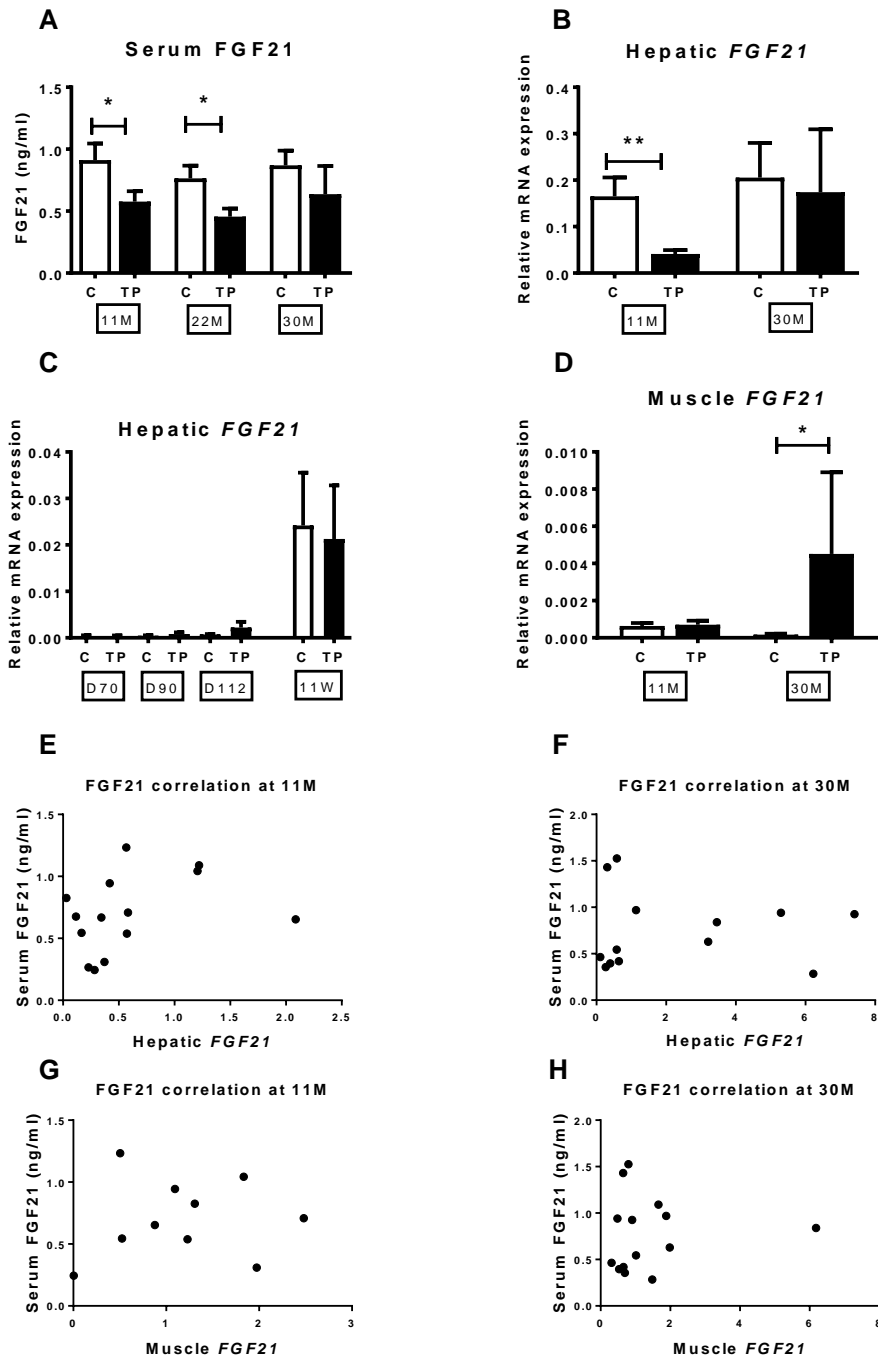 A
Serum FGF21
FGF21 (ng/ml)
1.5
1.0
0.5
0.0
*
*
C TP C TP C TP
11M 22M 30M
B
Hepatic FGF21
Relative mRNA expression
0.4
0.3
0.2
0.1
0.0
**
C TP C TP
11M 30M
C
Hepatic FGF21
Relative mRNA expression
0.04
0.03
0.02
0.01
0.00
C TP C TP C TP C TP
D70 D90 D112 11W
D
Muscle FGF21
Relative mRNA expression
0.010
0.008
0.006
0.004
0.002
0.000
*
C TP C TP
11M 30M
E
FGF21 correlation at 11M
Serum FGF21 (ng/ml)
1.5
1.0
0.5
0.0
0.0 0.5 1.0 1.5 2.0 2.5
Hepatic FGF21
F
FGF21 correlation at 30M
Serum FGF21 (ng/ml)
2.0
1.5
1.0
0.5
0.0
0 2 4 6 8
Hepatic FGF21
G
FGF21 correlation at 11M
Serum FGF21 (ng/ml)
1.5
1.0
0.5
0.0
0 1 2 3
Muscle FGF21
H
FGF21 correlation at 30M
Serum FGF21 (ng/ml)
2.0
1.5
1.0
0.5
0.0
0 2 4 6 8
Muscle FGF21